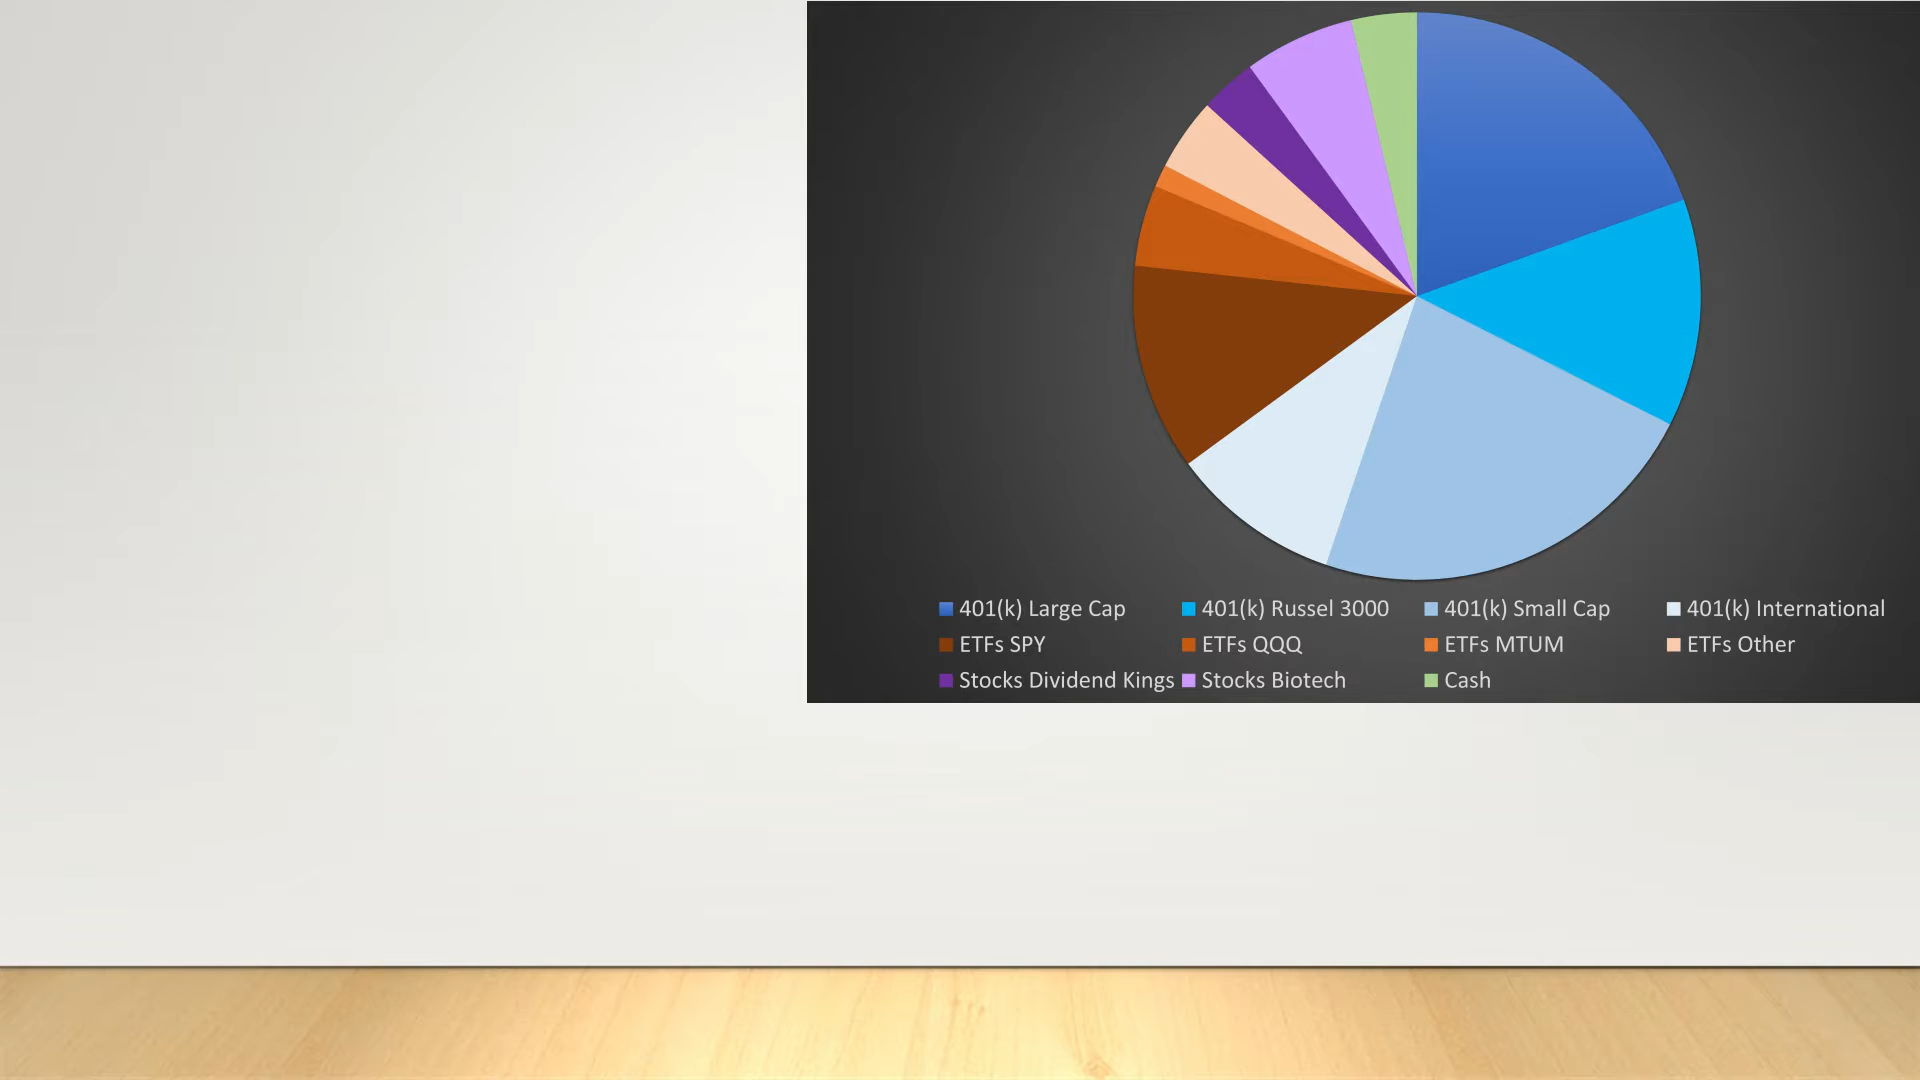 401(k) Large Cap 401(k) Russel 3000 401(k) Small Cap 401(k) International
ETFs SPY ETFs QQQ ETFs MTUM ETFs Other
Stocks Dividend Kings Stocks Biotech Cash